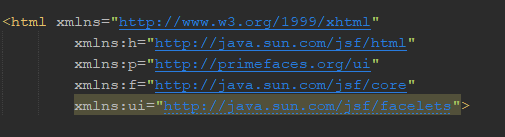 <html xmlns="http://www.w3.org/1999/xhtml"
xmlns:h="http://java.sun.com/jsf/html"
xmlns:p="http://primefaces.org/ui"
xmlns:f="http://java.sun.com/jsf/core"
xmlns:ui="http://java.sun.com/jsf/facelets">